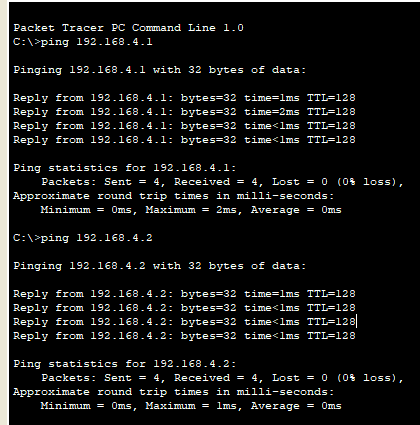 Packet Tracer PC Command Line 1.0
C:\>ping 192.168.4.1
Pinging 192.168.4.1 with 32 bytes of data:
Reply from 192.168.4.1: bytes=32 time=1ms TTL=128
Reply from 192.168.4.1: bytes=32 time=2ms TTL=128
Reply from 192.168.4.1: bytes=32 time<1ms TTL=128
Reply from 192.168.4.1: bytes=32 time<1ms TTL=128
Ping statistics for 192.168.4.1:
Packets: Sent = 4, Received = 4, Lost = 0 (0% loss),
Approximate round trip times in milli-seconds:
Minimum = 0ms, Maximum = 2ms, Average = 0ms
C:\>ping 192.168.4.2
Pinging 192.168.4.2 with 32 bytes of data:
Reply from 192.168.4.2: bytes=32 time=1ms TTL=128
Reply from 192.168.4.2: bytes=32 time<1ms TTL=128
Reply from 192.168.4.2: bytes=32 time<1ms TTL=128
Reply from 192.168.4.2: bytes=32 time<1ms TTL=128
Ping statistics for 192.168.4.2:
Packets: Sent = 4, Received = 4, Lost = 0 (0% loss),
Approximate round trip times in milli-seconds:
Minimum = 0ms, Maximum = 1ms, Average = 0ms